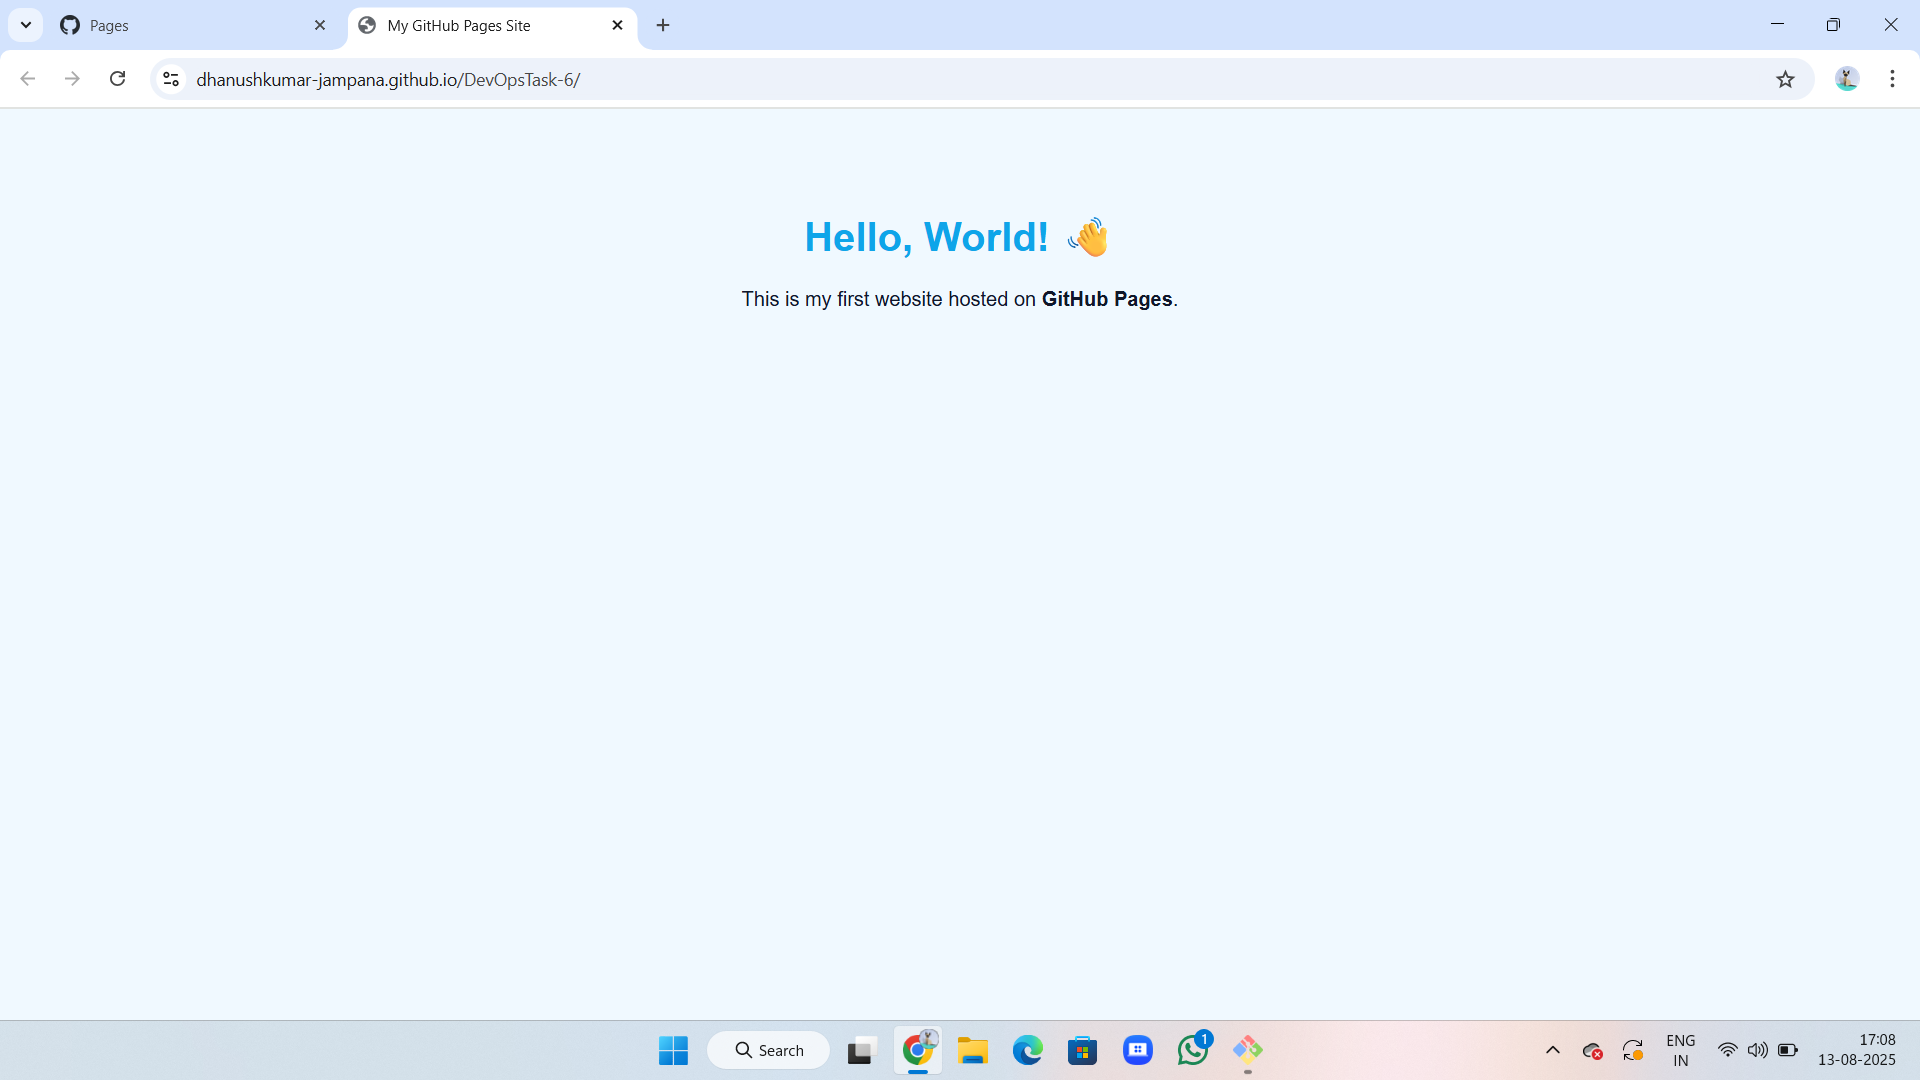 Pages
My GitHub Pages Site
dhanushkumar-jampana.github.io/DevOpsTask-6/
Hello, World! 👋
This is my first website hosted on GitHub Pages.
Search
1
ENG
IN
17:08
13-08-2025